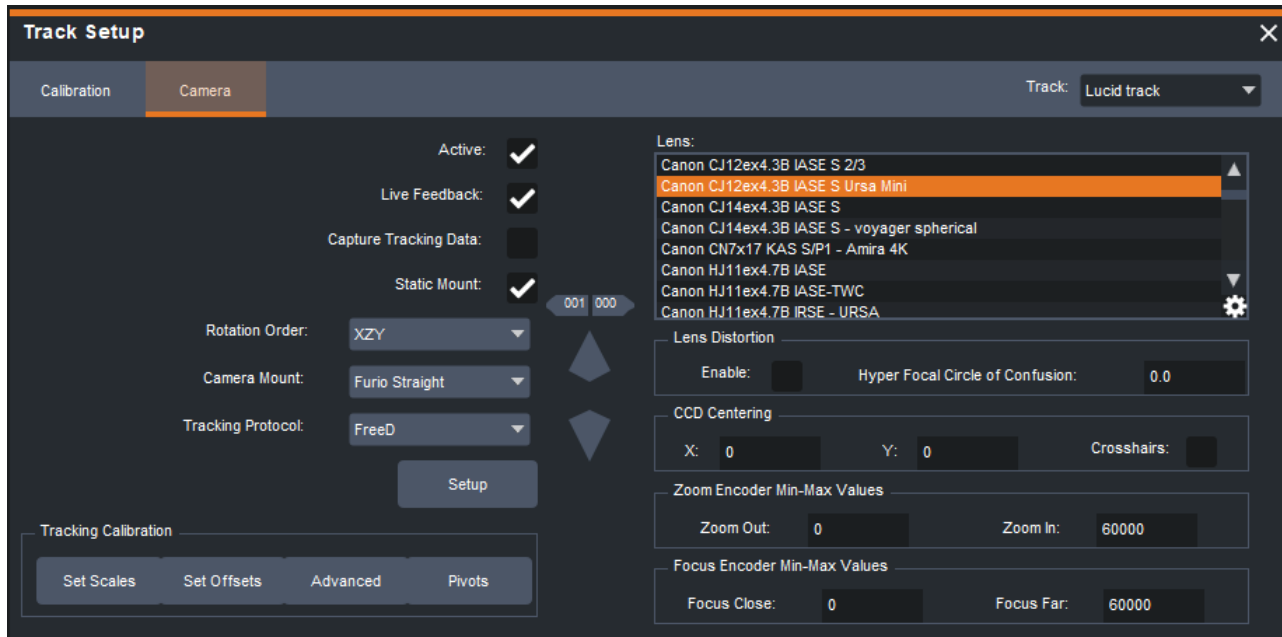 Track Setup
Calibration Camera Track: Lucid track
Active:
Live Feedback:
Capture Tracking Data:
Static Mount:
001 000
Rotation Order: XZY
Camera Mount: Furio Straight
Tracking Protocol: FreeD
Setup
Tracking Calibration
Set Scales Set Offsets Advanced Pivots
Lens:
Canon CJ12ex4.3B IASE S 2/3
Canon CJ12ex4.3B IASE S Ursa Mini
Canon CJ14ex4.3B IASE S
Canon CJ14ex4.3B IASE S - voyager spherical
Canon CN7x17 KAS S/P1 - Amira 4K
Canon HJ11ex4.7B IASE
Canon HJ11ex4.7B IASE-TWC
Canon HJ11ex4.7B IRSE - URSA
Lens Distortion
Enable: Hyper Focal Circle of Confusion: 0.0
CCD Centering
X: 0 Y: 0 Crosshairs:
Zoom Encoder Min-Max Values
Zoom Out: 0 Zoom In: 60000
Focus Encoder Min-Max Values
Focus Close: 0 Focus Far: 60000